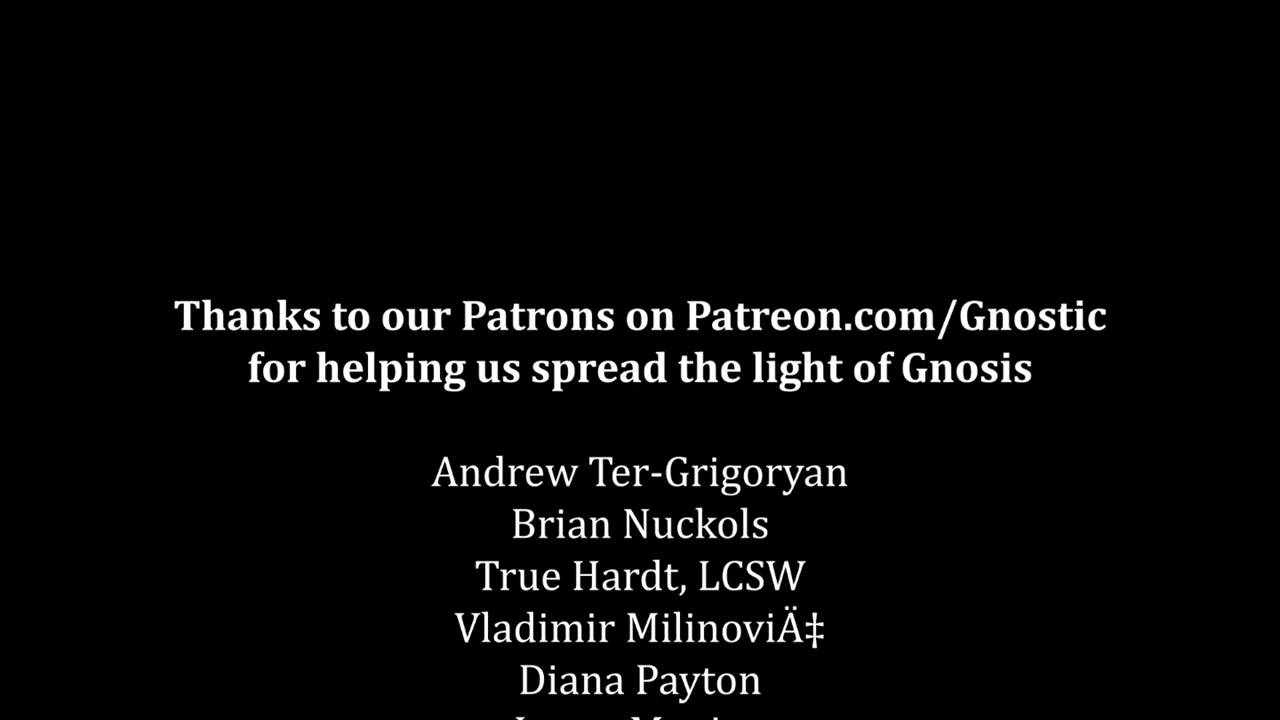 Thanks to our Patrons on Patreon.com/Gnostic
for helping us spread the light of Gnosis
Andrew Ter-Grigoryan
Brian Nuckols
True Hardt, LCSW
Vladimir MilinoviÄ‡
Diana Payton